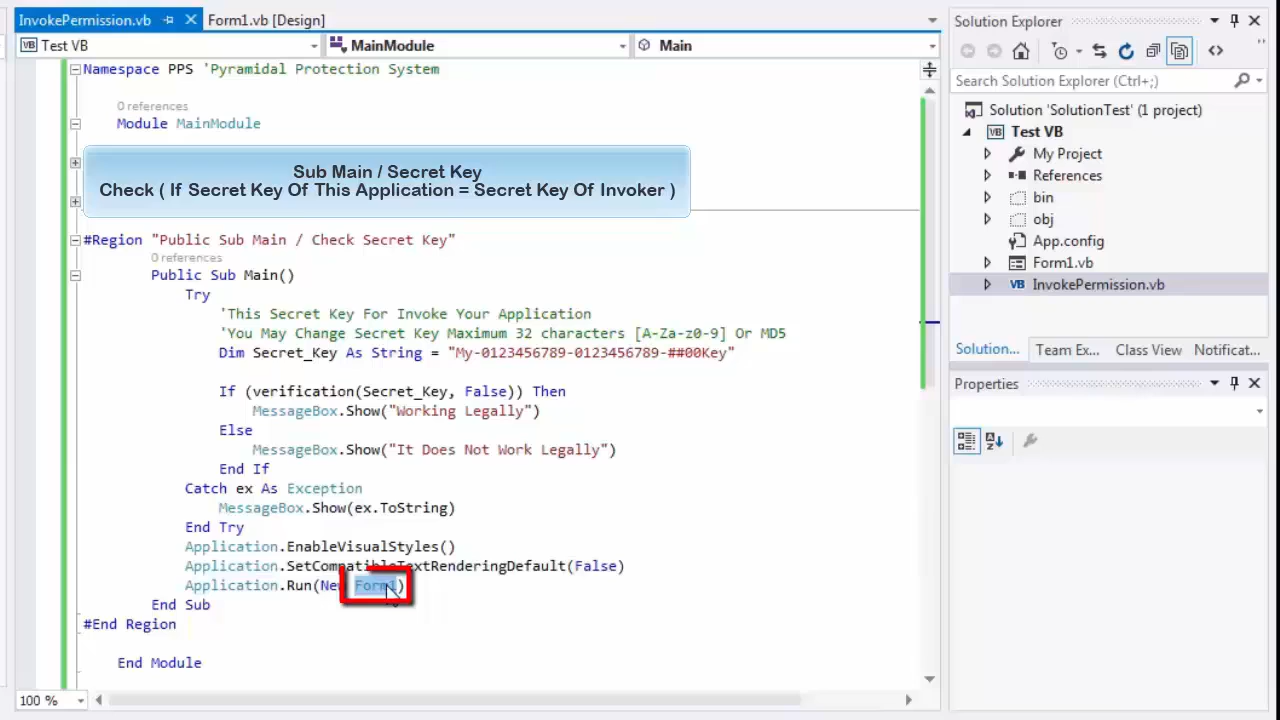 InvokePermission.vb
Form1.vb [Design]
Test VB
MainModule
Main
Namespace PPS 'Pyramidal Protection System
0 references
Module MainModule
Sub Main / Secret Key
Check ( If Secret Key Of This Application = Secret Key Of Invoker )
#Region "Public Sub Main / Check Secret Key"
0 references
Public Sub Main()
Try
'This Secret Key For Invoke Your Application
'You May Change Secret Key Maximum 32 characters [A-Za-z0-9] Or MD5
Dim Secret_Key As String = "My-0123456789-0123456789-##00Key"
If (verification(Secret_Key, False)) Then
MessageBox.Show("Working Legally")
Else
MessageBox.Show("It Does Not Work Legally")
End If
Catch ex As Exception
MessageBox.Show(ex.ToString)
End Try
Application.EnableVisualStyles()
Application.SetCompatibleTextRenderingDefault(False)
Application.Run(New Form1)
End Sub
#End Region
End Module
100 %
Solution Explorer
Search Solution Explorer (Ctrl+;)
Solution 'SolutionTest' (1 project)
Test VB
My Project
References
bin
obj
App.config
Form1.vb
InvokePermission.vb
Solution...
Team Ex...
Class View
Notificat...
Properties